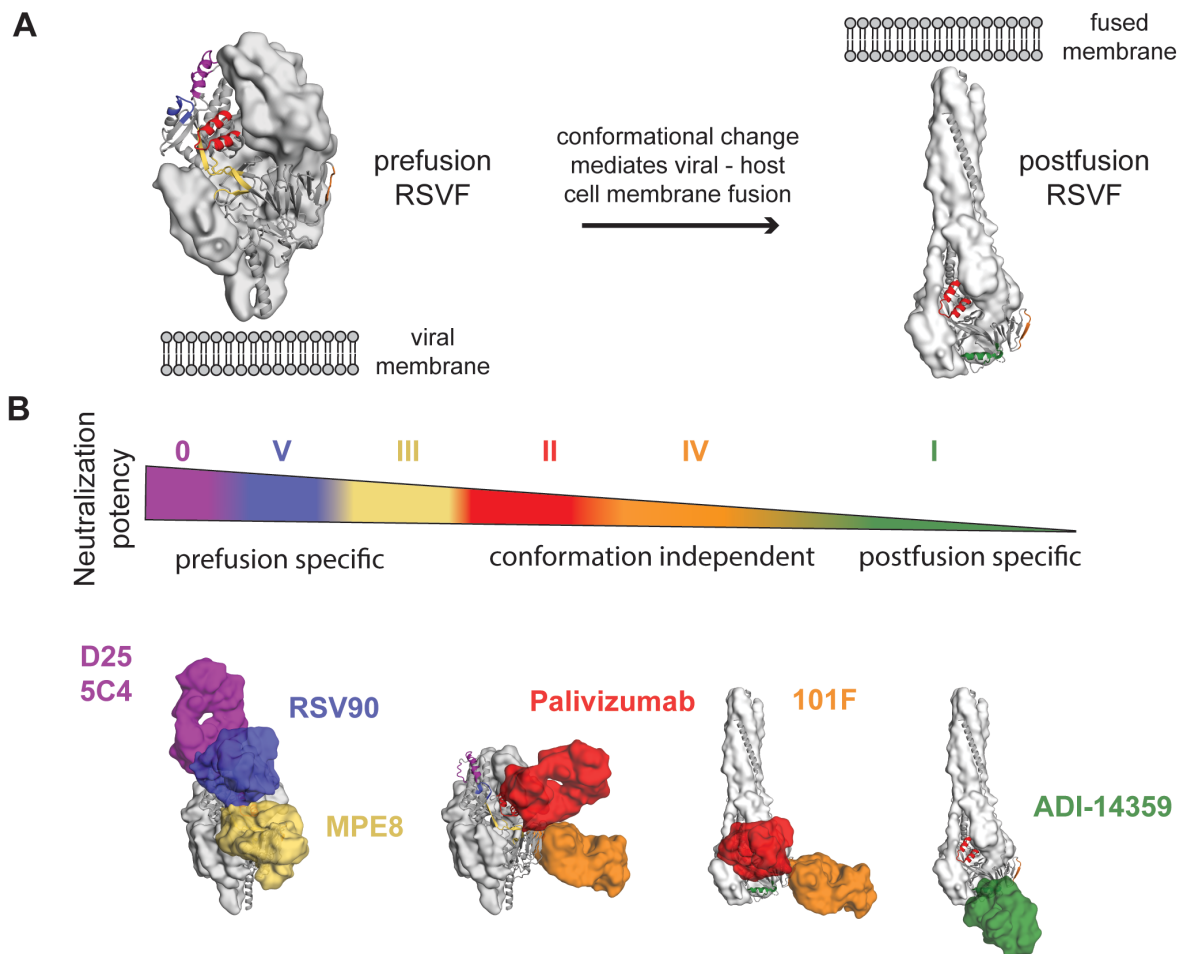 A
prefusion
RSVF
viral
membrane
conformational change
mediates viral - host
cell membrane fusion
fused
membrane
postfusion
RSVF
B
Neutralization
potency
0
V
III
II
IV
I
prefusion specific
conformation independent
postfusion specific
D25
5C4
RSV90
MPE8
Palivizumab
101F
ADI-14359